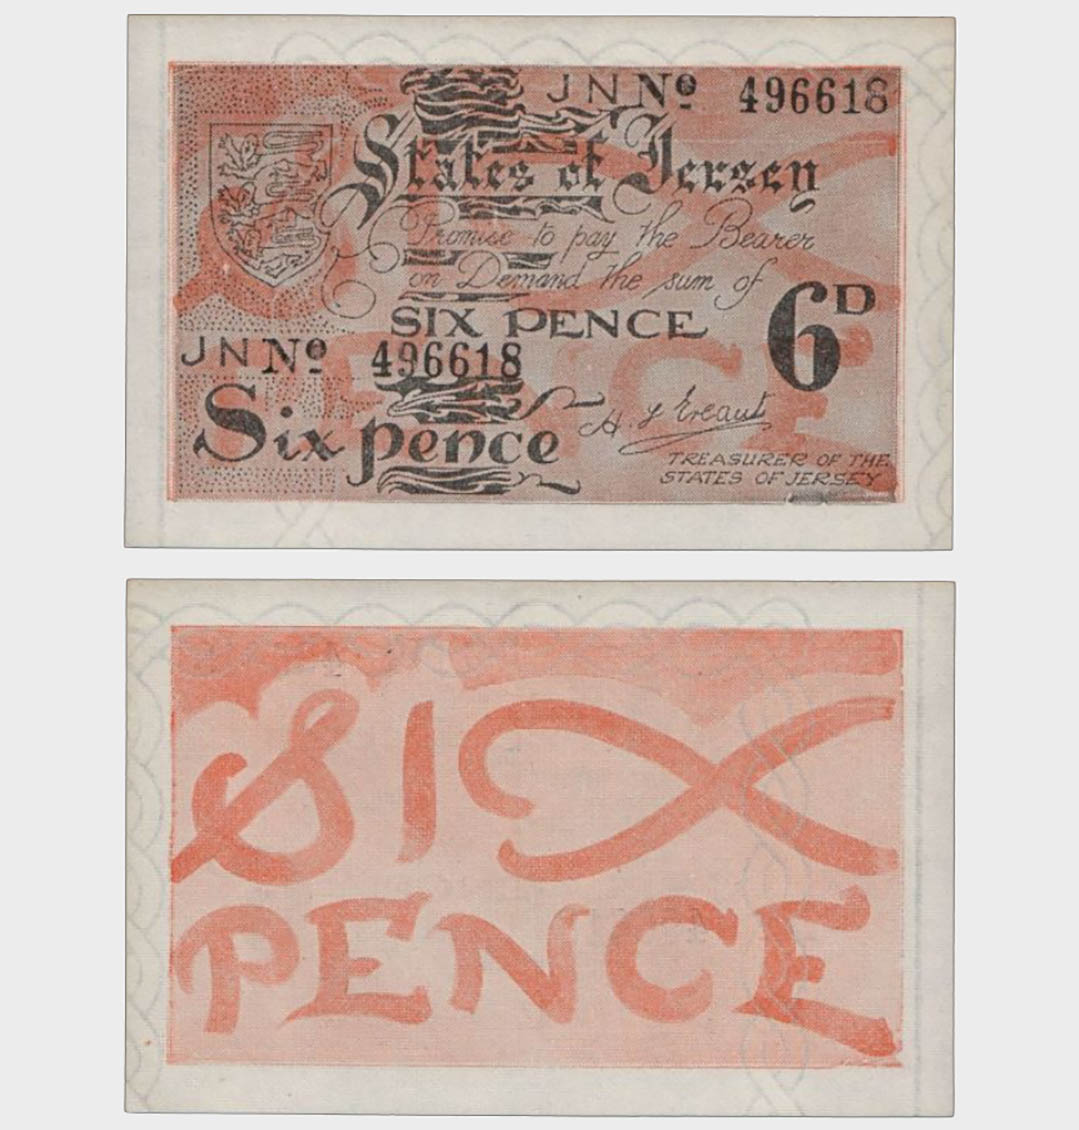 JN Nº 496618
States of Jersey
Promise to pay the Bearer
on Demand the sum of
SIX PENCE
6D
JN Nº 496618
Six pence
H F Ereaut
TREASURER OF THE
STATES OF JERSEY
SIX
PENCE